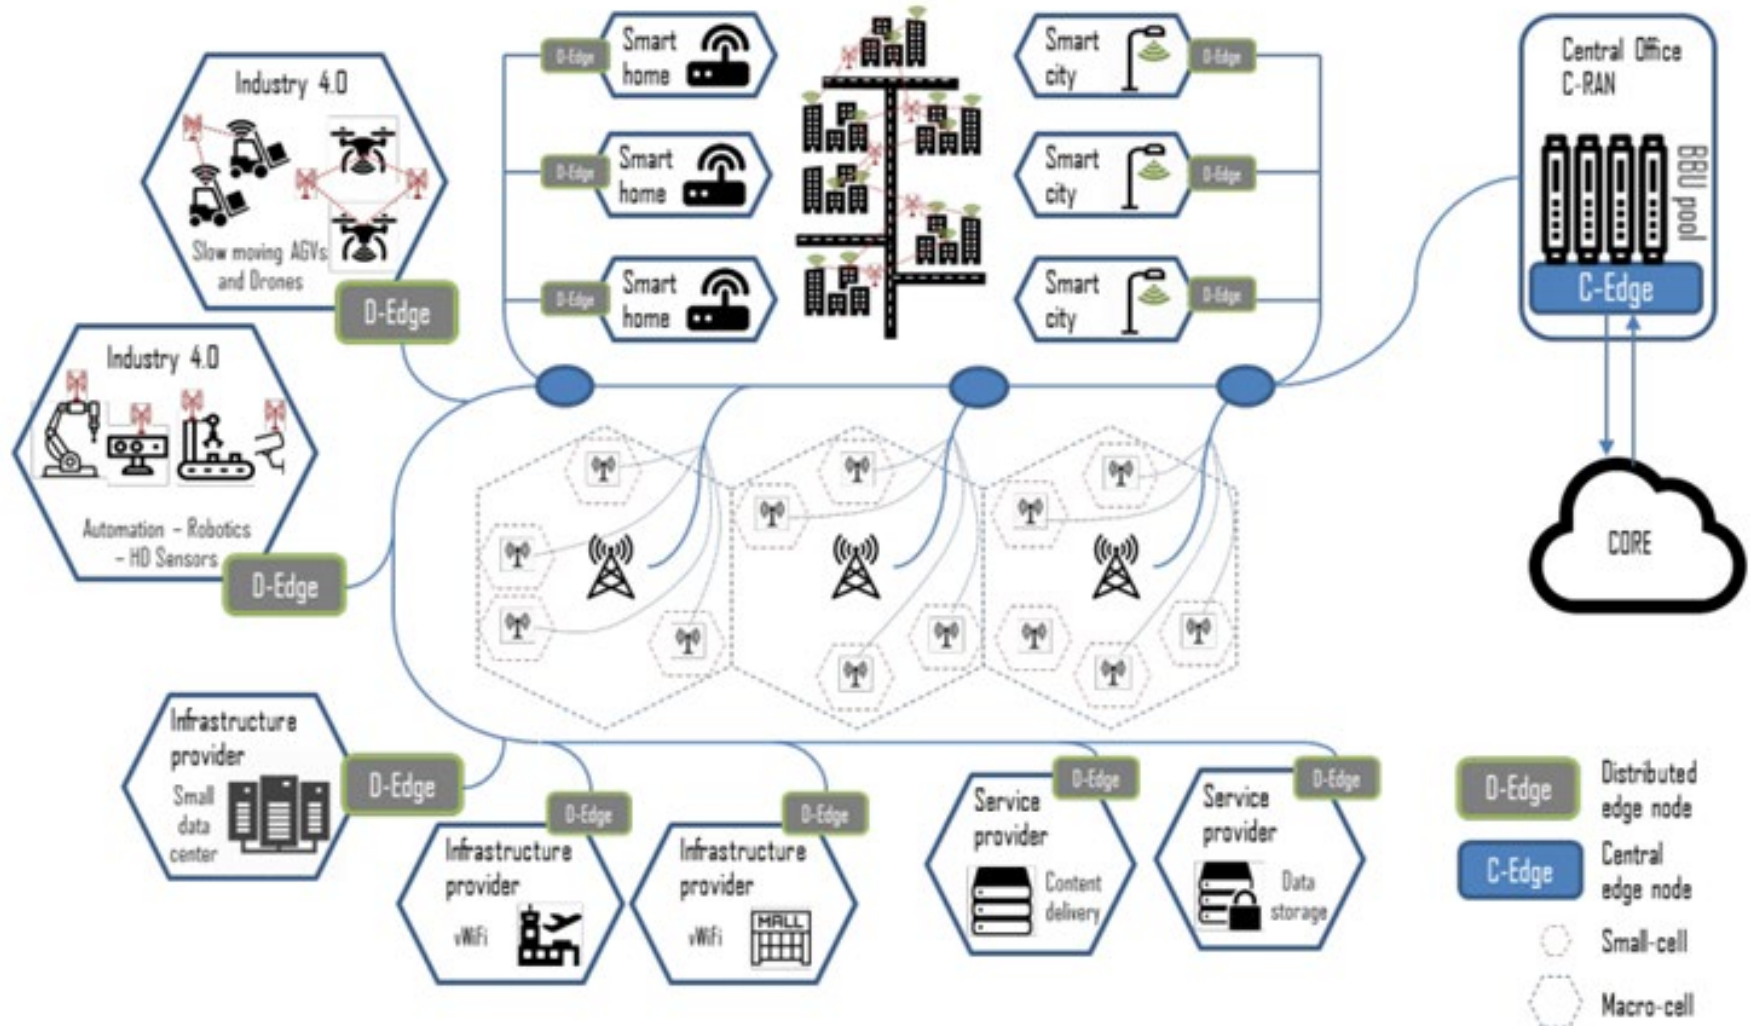 Industry 4.0
Slow moving AGVs
and Drones
D-Edge
Industry 4.0
Automation – Robotics
– HD Sensors
D-Edge
D-Edge
Smart
home
D-Edge
Smart
home
D-Edge
Smart
home
Smart
city
D-Edge
Smart
city
D-Edge
Smart
city
D-Edge
Central Office
C-RAN
BBU pool
C-Edge
CORE
Infrastructure
provider
Small
data
center
D-Edge
D-Edge
Infrastructure
provider
vWiFi
D-Edge
Infrastructure
provider
vWiFi
MALL
D-Edge
Service
provider
Content
delivery
D-Edge
Service
provider
Data
storage
D-Edge
Distributed
edge node
C-Edge
Central
edge node
Small-cell
Macro-cell